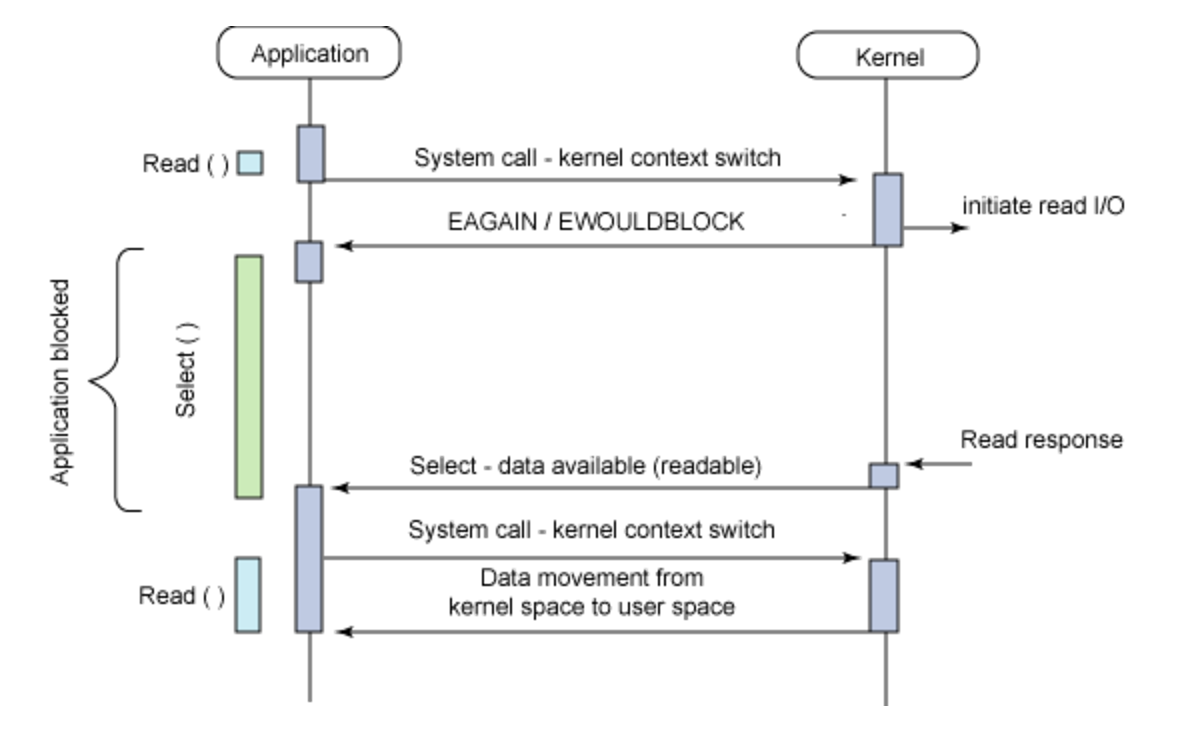 Application
Kernel
Read ( )
System call - kernel context switch
initiate read I/O
EAGAIN / EWOULDBLOCK
Application blocked
Select ( )
Read response
Select - data available (readable)
System call - kernel context switch
Read ( )
Data movement from
kernel space to user space